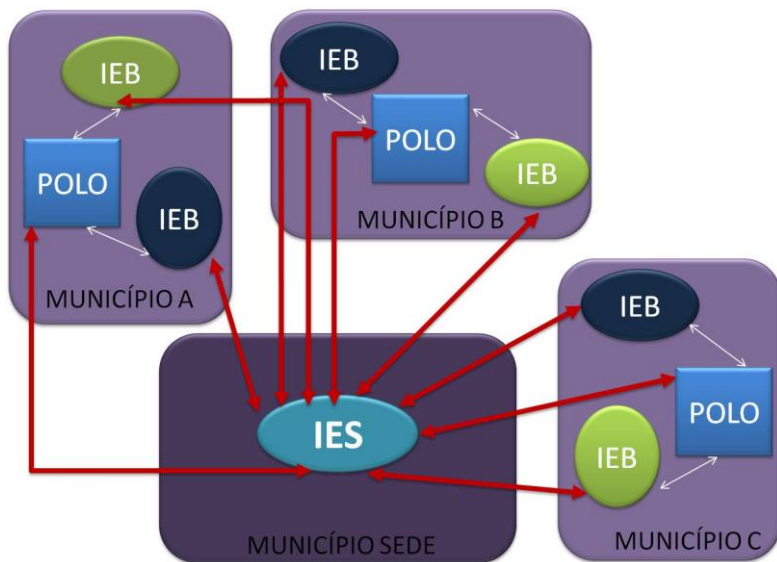 IEB
POLO
IEB
MUNICÍPIO A
IEB
POLO
IEB
MUNICÍPIO B
IES
MUNICÍPIO SEDE
IEB
POLO
IEB
MUNICÍPIO C